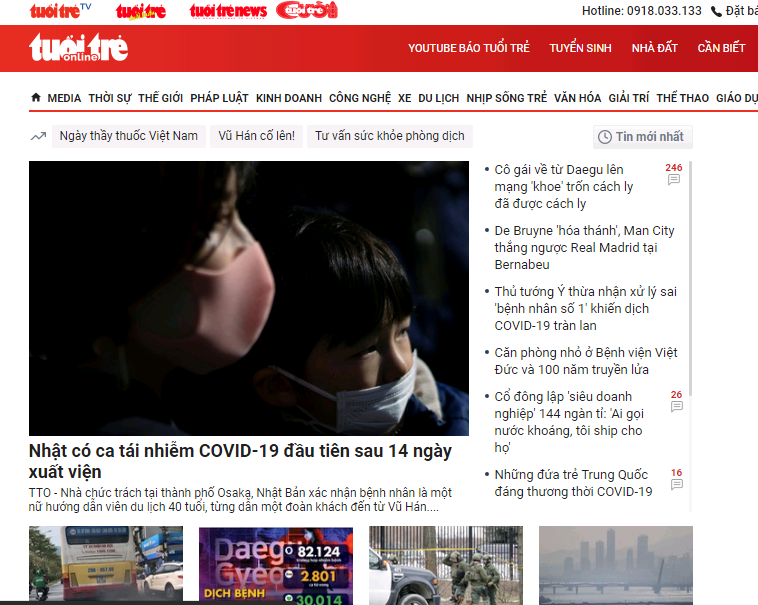 tuổi trẻ TV
tuổi trẻ
tuổi trẻ news
tuổi trẻ CƯỜI
Hotline: 0918.033.133
Đặt bá
tuổi trẻ
online
YOUTUBE BÁO TUỔI TRẺ
TUYỂN SINH
NHÀ ĐẤT
CẦN BIẾT
MEDIA THỜI SỰ THẾ GIỚI PHÁP LUẬT KINH DOANH CÔNG NGHỆ XE DU LỊCH NHỊP SỐNG TRẺ VĂN HÓA GIẢI TRÍ THỂ THAO GIÁO DỤ
Ngày thầy thuốc Việt Nam
Vũ Hán cố lên!
Tư vấn sức khỏe phòng dịch
Tin mới nhất
Nhật có ca tái nhiễm COVID-19 đầu tiên sau 14 ngày
xuất viện
TTO - Nhà chức trách tại thành phố Osaka, Nhật Bản xác nhận bệnh nhân là một
nữ hướng dẫn viên du lịch 40 tuổi, từng dẫn một đoàn khách đến từ Vũ Hán....
Cô gái về từ Daegu lên
mạng 'khoe' trốn cách ly
đã được cách ly
246
De Bruyne 'hóa thánh', Man City
thắng ngược Real Madrid tại
Bernabeu
Thủ tướng Ý thừa nhận xử lý sai
'bệnh nhân số 1' khiến dịch
COVID-19 tràn lan
Căn phòng nhỏ ở Bệnh viện Việt
Đức và 100 năm truyền lửa
Cổ đông lập 'siêu doanh
nghiệp' 144 ngàn tỉ: 'Ai gọi
nước khoáng, tôi ship cho
họ'
26
Những đứa trẻ Trung Quốc
đáng thương thời COVID-19
16
Daegu
Gyeo
DỊCH BỆNH
82.124
2.801
30.014